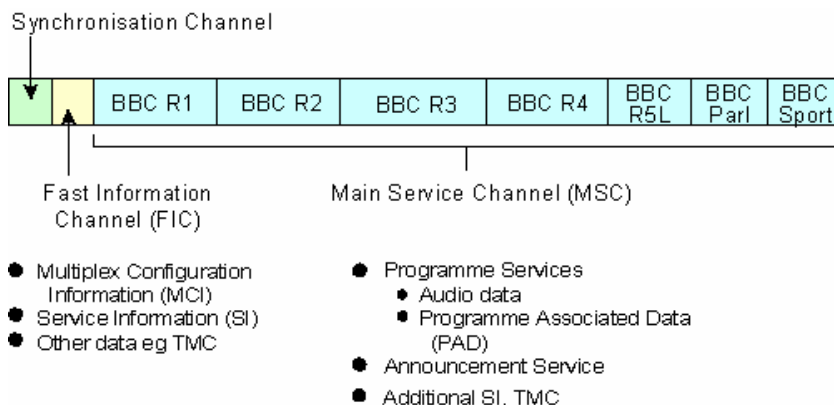 Synchronisation Channel
BBC R1 BBC R2 BBC R3 BBC R4 BBC R5L BBC Parl BBC Sport
Fast Information
Channel (FIC)
Main Service Channel (MSC)
Multiplex Configuration
Information (MCI)
Service Information (SI)
Other data eg TMC
Programme Services
Audio data
Programme Associated Data
(PAD)
Announcement Service
Additional SI, TMC